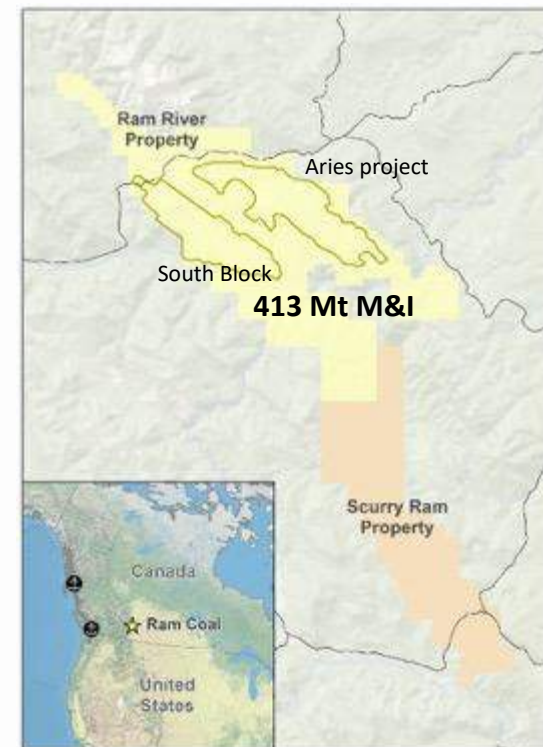 Ram River
Property
Aries project
South Block
413 Mt M&I
Scurry Ram
Property
Canada
Ram Coal
United
States